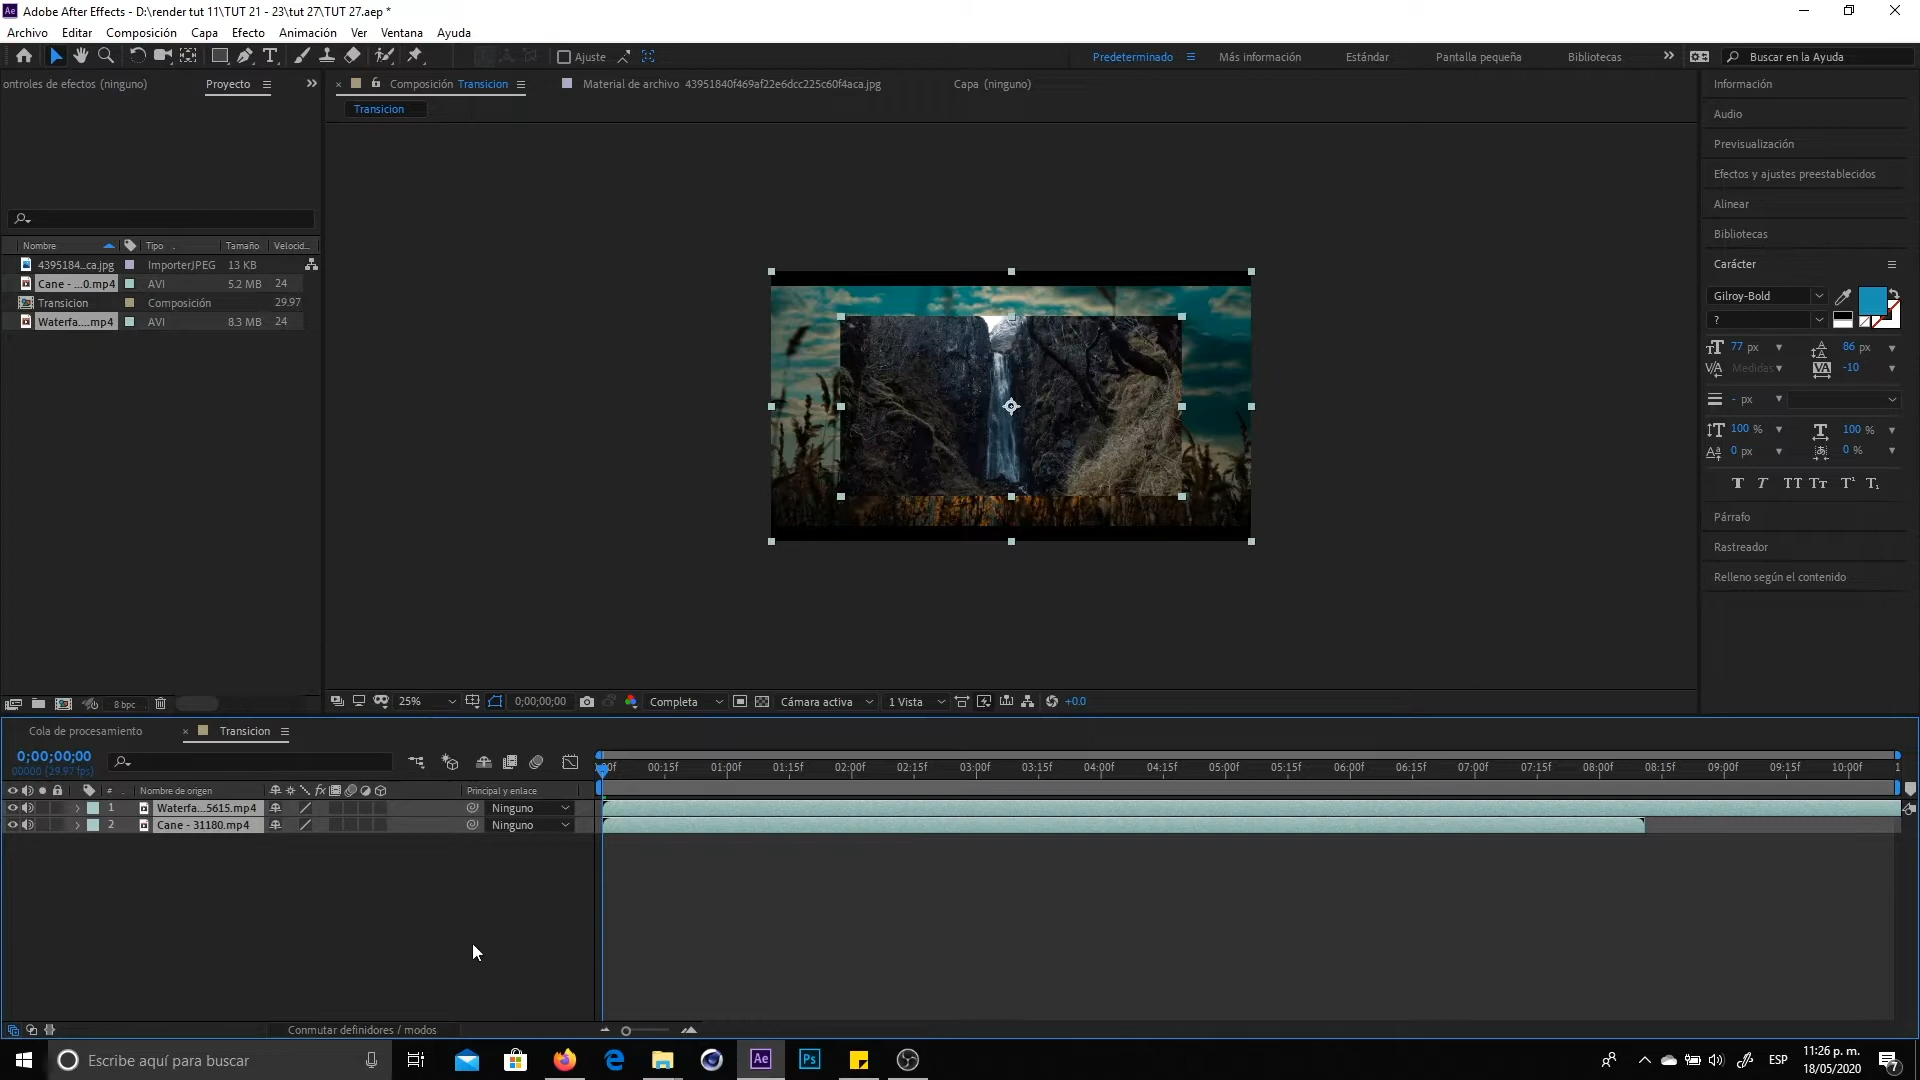 Adobe After Effects - D:\render tut 11\TUT 21 - 23\tut 27\TUT 27.aep *
Archivo Editar Composición Capa Efecto Animación Ver Ventana Ayuda
Ajuste
Predeterminado Más información Estándar Pantalla pequeña Bibliotecas
Buscar en la Ayuda
ontroles de efectos (ninguno) Proyecto
Composición Transicion Material de archivo 43951840f469af22e6dcc225c60f4aca.jpg Capa (ninguno)
Transicion
Nombre Tipo Tamaño Velocid...
4395184...ca.jpg ImporterJPEG 13 KB
Cane - ...0.mp4 AVI 5.2 MB 24
Transicion Composición 29.97
Waterfa....mp4 AVI 8.3 MB 24
8 bpc
25% 0;00;00;00 Completa Cámara activa 1 Vista +0.0
Información
Audio
Previsualización
Efectos y ajustes preestablecidos
Alinear
Bibliotecas
Carácter
Gilroy-Bold
?
77 px 86 px
Medidas -10
- px
100 % 100 %
0 px 0 %
T T TT Tt T¹ T₁
Párrafo
Rastreador
Relleno según el contenido
Cola de procesamiento Transicion
0;00;00;00
00000 (29.97 fps)
:00f 00:15f 01:00f 01:15f 02:00f 02:15f 03:00f 03:15f 04:00f 04:15f 05:00f 05:15f 06:00f 06:15f 07:00f 07:15f 08:00f 08:15f 09:00f 09:15f 10:00f 1
# Nombre de origen fx Principal y enlace
1 Waterfa...5615.mp4 Ninguno
2 Cane - 31180.mp4 Ninguno
Conmutar definidores / modos
Escribe aquí para buscar
Ae Ps
ESP
11:26 p. m.
18/05/2020
7